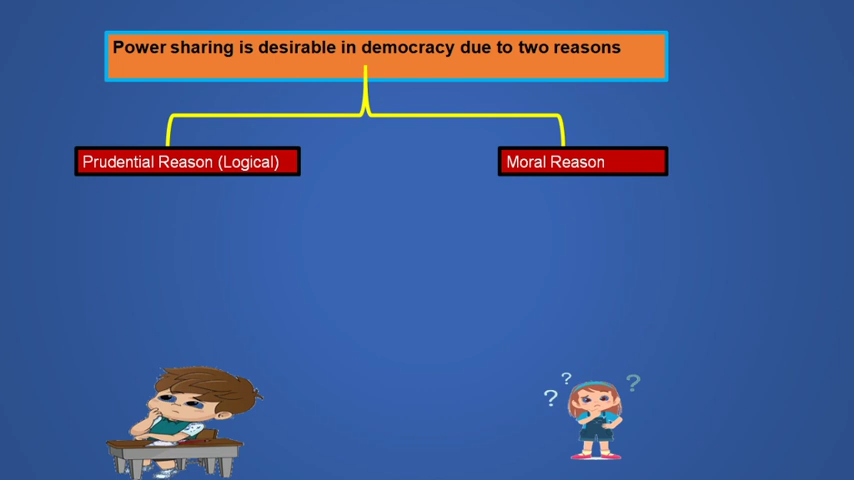 Power sharing is desirable in democracy due to two reasons
Prudential Reason (Logical)
Moral Reason
? ? ?